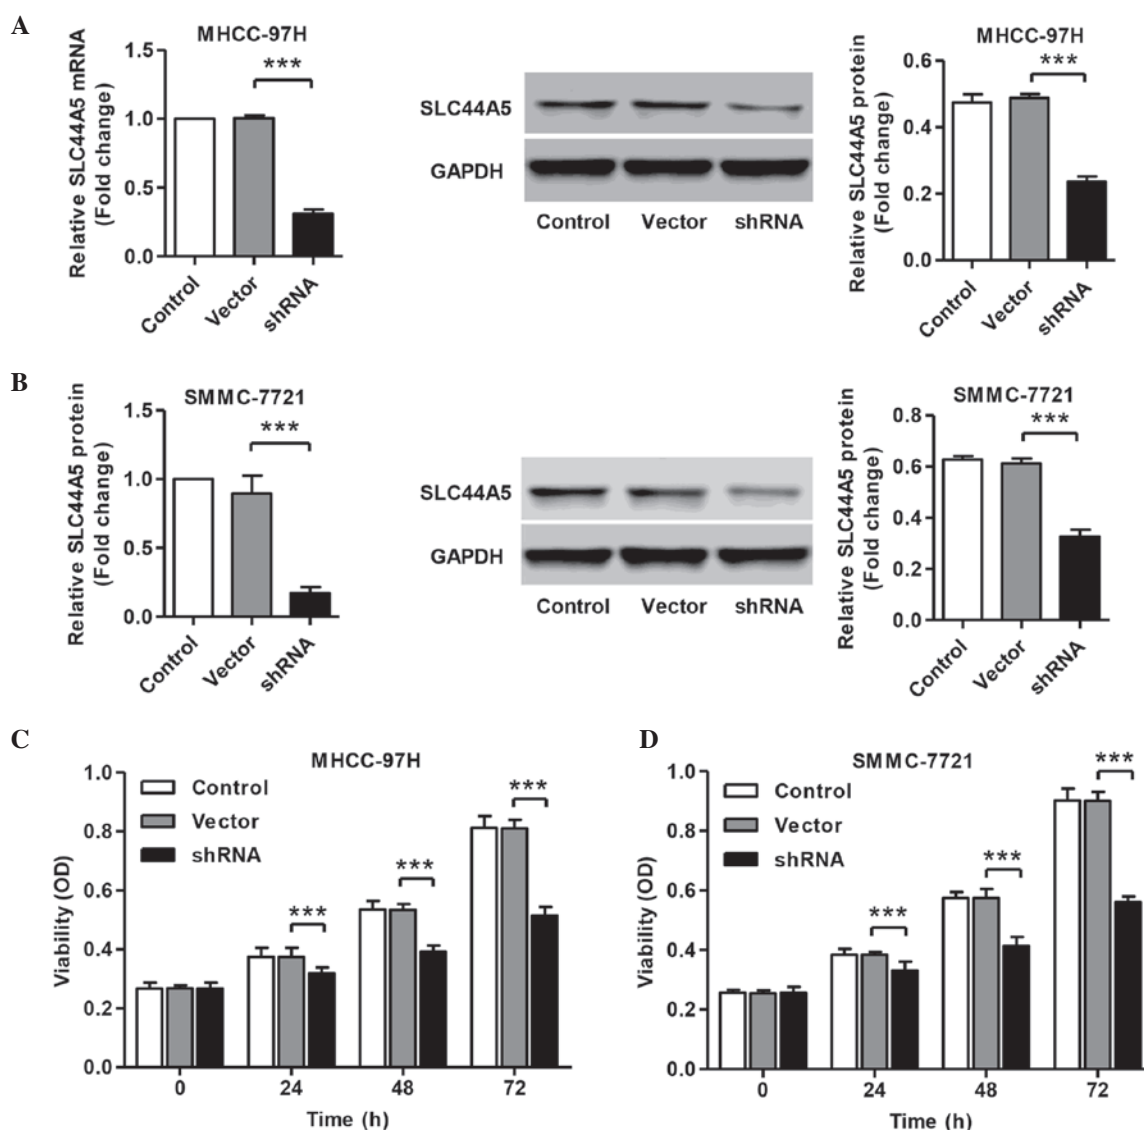 A
MHCC-97H
Relative SLC44A5 mRNA
(Fold change)
1.5
1.0
0.5
0.0
***
Control
Vector
shRNA
SLC44A5
GAPDH
Control Vector shRNA
MHCC-97H
Relative SLC44A5 protein
(Fold change)
0.6
0.4
0.2
0.0
***
Control
Vector
shRNA
B
SMMC-7721
Relative SLC44A5 protein
(Fold change)
1.5
1.0
0.5
0.0
***
Control
Vector
shRNA
SLC44A5
GAPDH
Control Vector shRNA
SMMC-7721
Relative SLC44A5 protein
(Fold change)
0.8
0.6
0.4
0.2
0.0
***
Control
Vector
shRNA
C
MHCC-97H
Viability (OD)
1.0
0.8
0.6
0.4
0.2
0.0
Control
Vector
shRNA
***
***
***
0 24 48 72
Time (h)
D
SMMC-7721
Viability (OD)
1.0
0.8
0.6
0.4
0.2
0.0
Control
Vector
shRNA
***
***
***
0 24 48 72
Time (h)